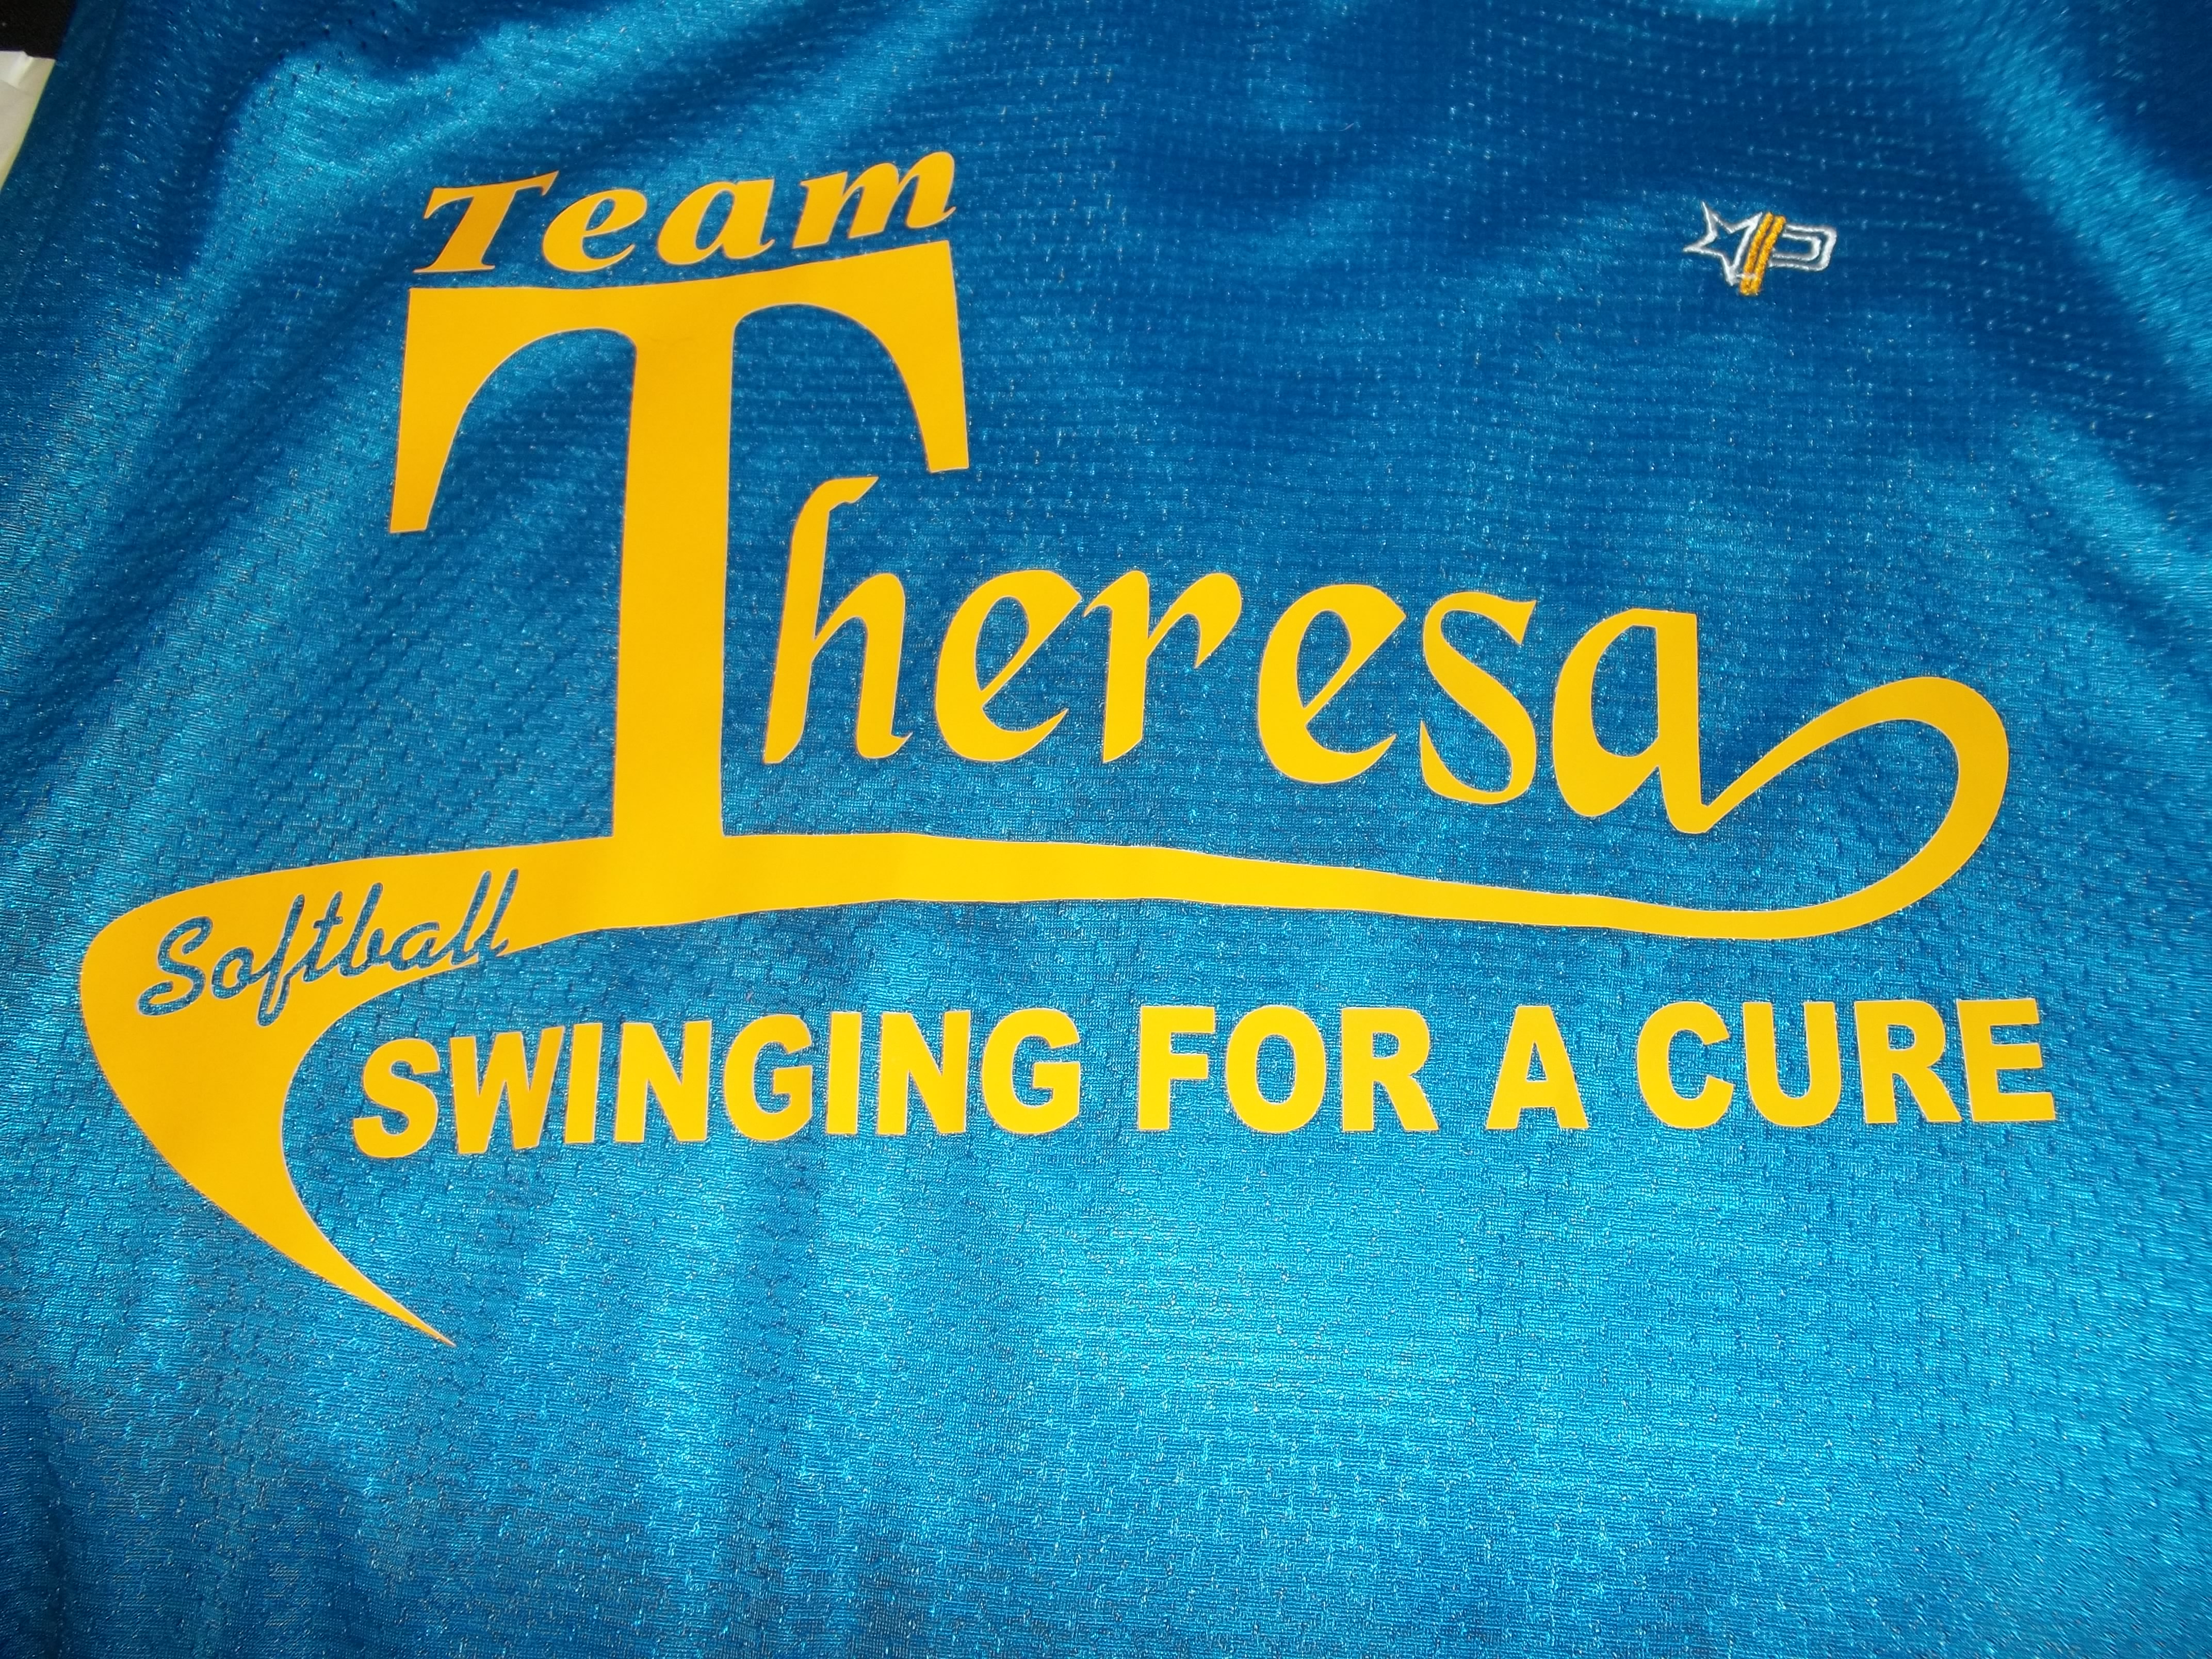 Team
Theresa
Softball
SWINGING FOR A CURE